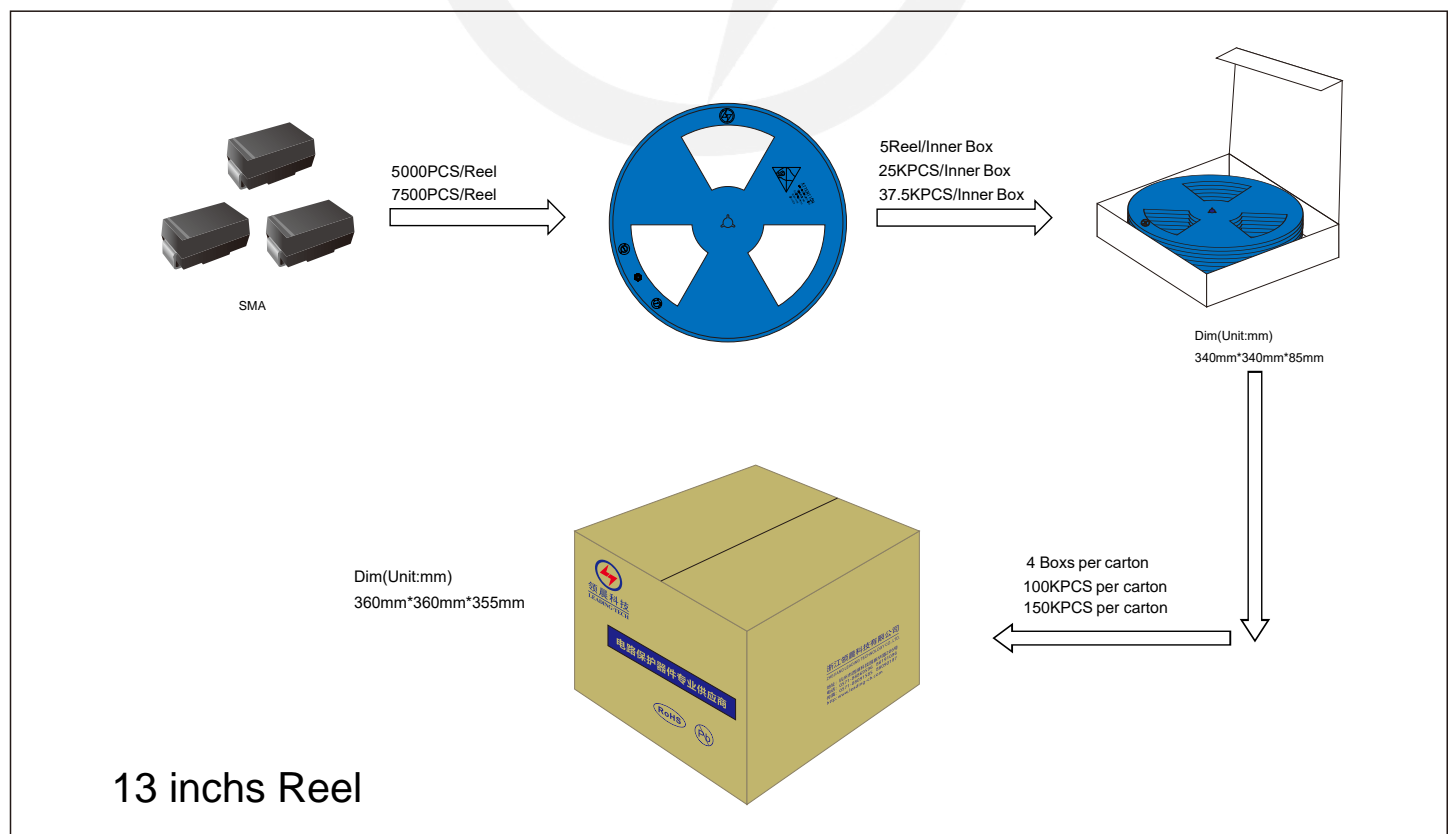 5000PCS/Reel
7500PCS/Reel
5Reel/Inner Box
25KPCS/Inner Box
37.5KPCS/Inner Box
SMA
Dim(Unit:mm)
340mm*340mm*85mm
4 Boxs per carton
100KPCS per carton
150KPCS per carton
Dim(Unit:mm)
360mm*360mm*355mm
领晨科技
LEADING-TECH
电路保护器件专业供应商
RoHS
Pb
浙江领晨科技有限公司
13 inchs Reel